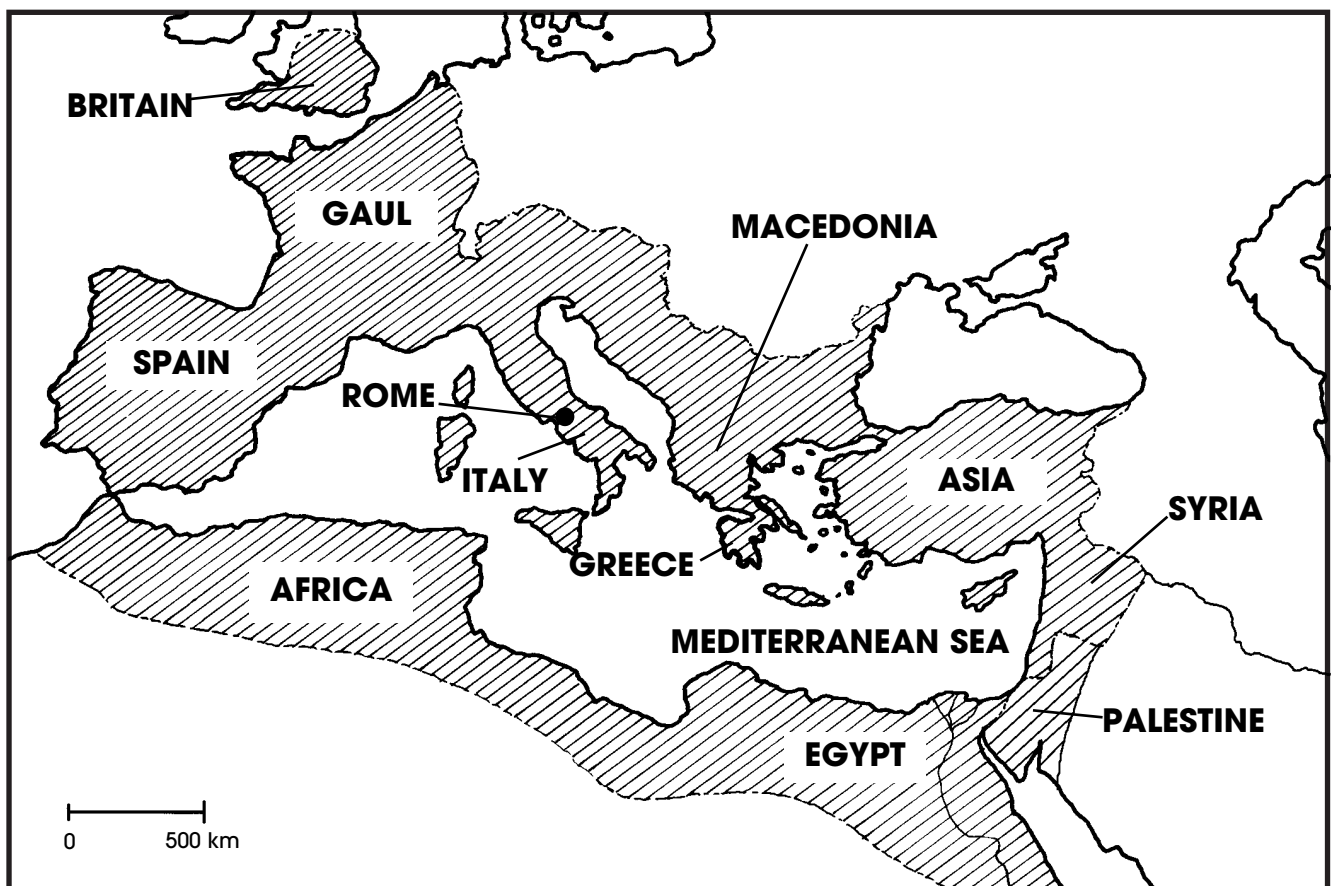 BRITAIN
GAUL
MACEDONIA
SPAIN
ROME
ITALY
ASIA
SYRIA
GREECE
AFRICA
MEDITERRANEAN SEA
PALESTINE
EGYPT
0 500 km